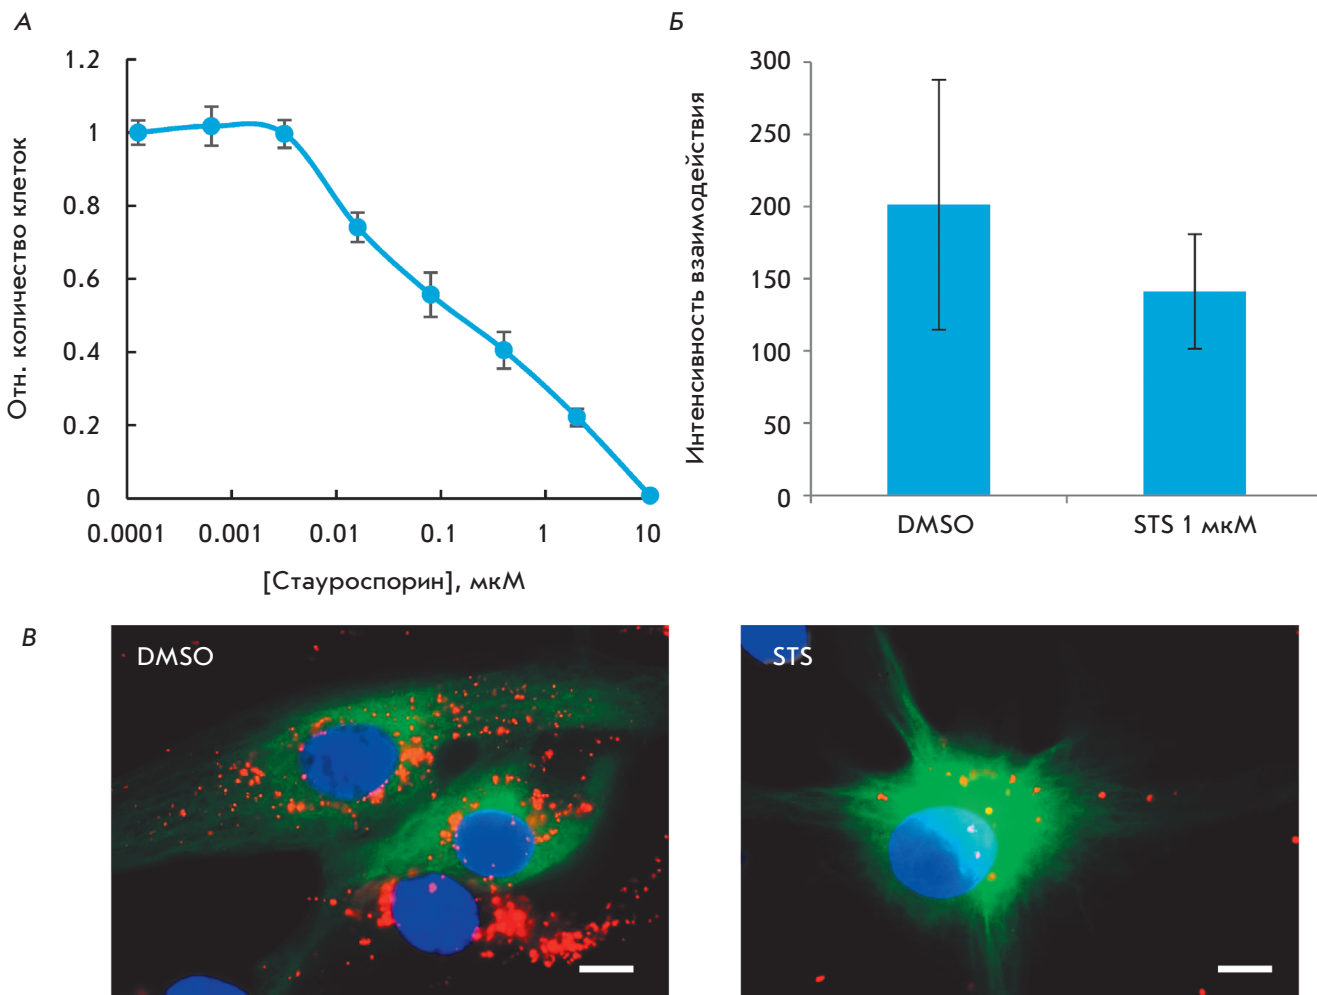 А
1.2
1
0.8
0.6
0.4
0.2
0
Отн. количество клеток
0.0001 0.001 0.01 0.1 1 10
[Стауроспорин], мкМ
Б
300
250
200
150
100
50
0
Интенсивность взаимодействия
DMSO STS 1 мкМ
В
DMSO
STS